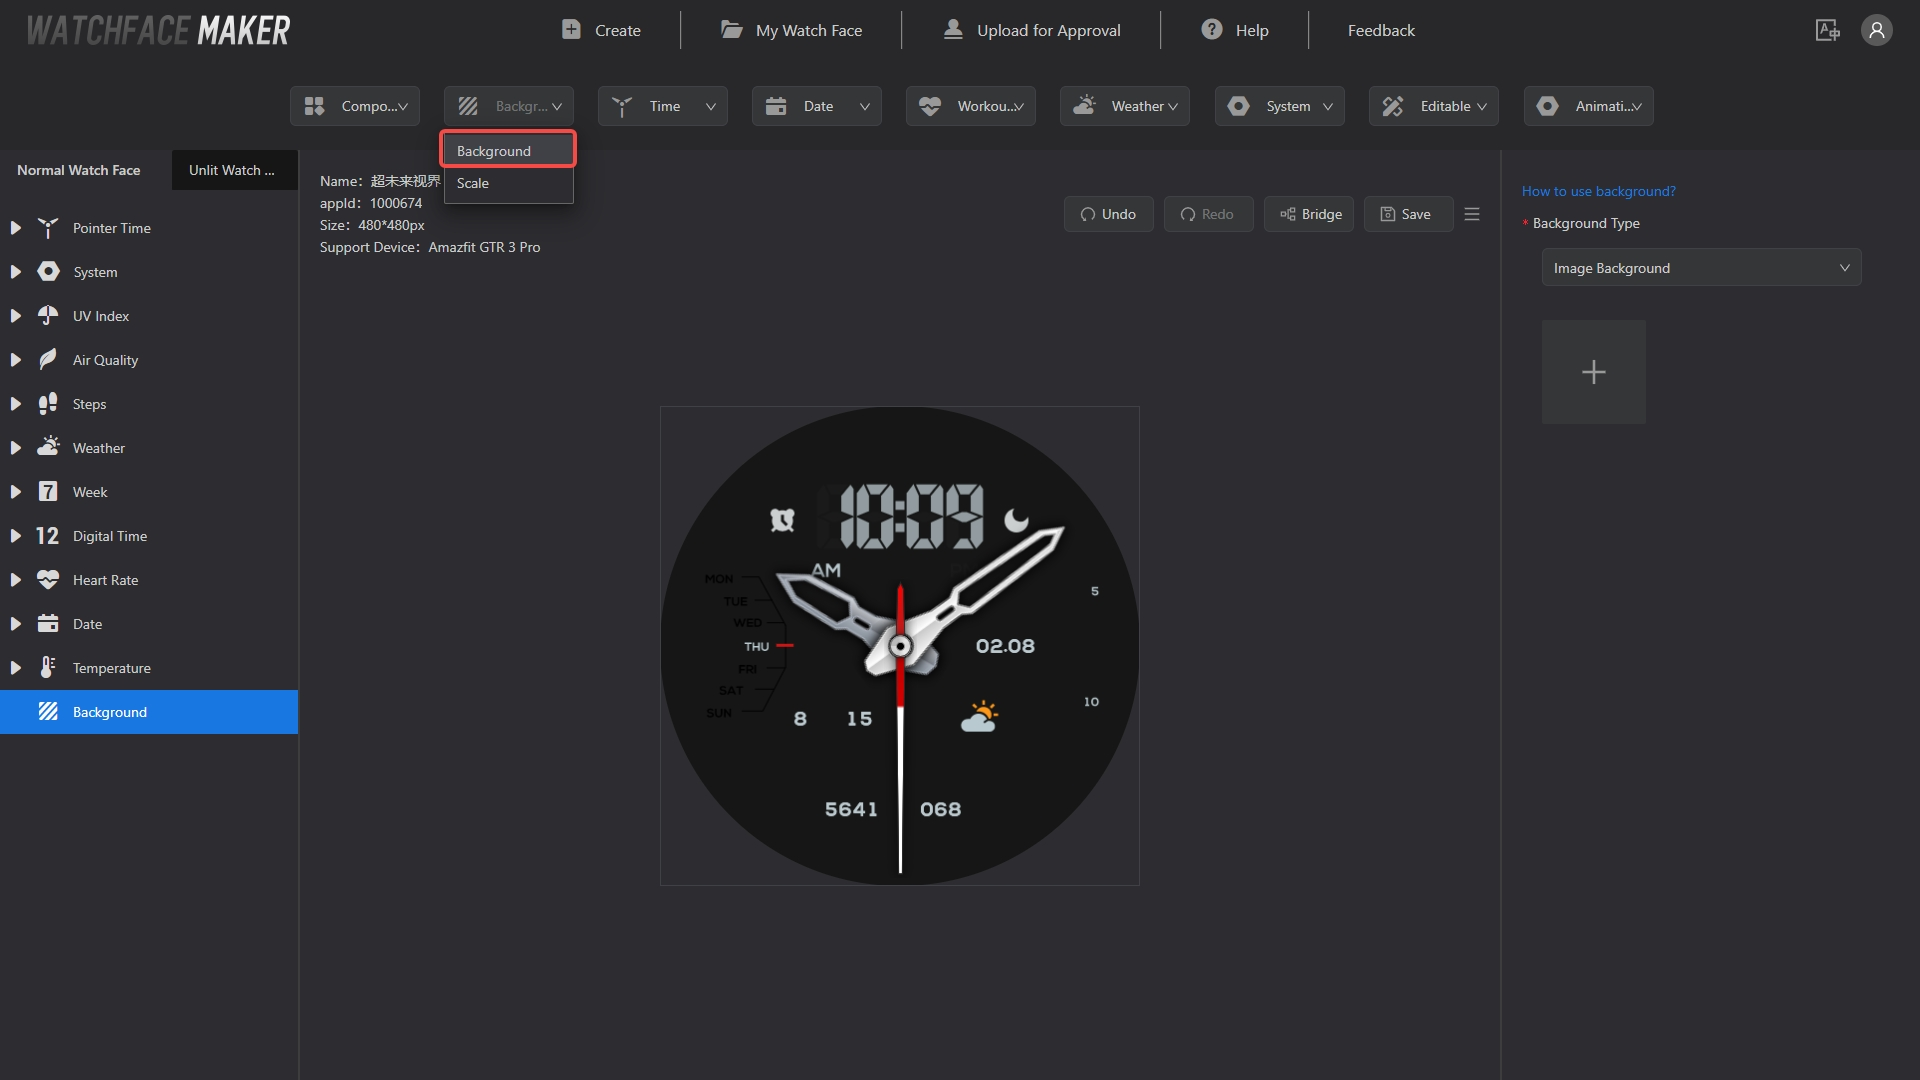 WATCHFACE MAKER
Create
My Watch Face
Upload for Approval
Help
Feedback
Compo...
Backgr...
Time
Date
Workou...
Weather
System
Editable
Animati...
Background
Scale
Normal Watch Face
Unlit Watch ...
Pointer Time
System
UV Index
Air Quality
Steps
Weather
7
Week
12
Digital Time
Heart Rate
Date
Temperature
Background
Name: 超未来视界
appId: 1000674
Size: 480*480px
Support Device: Amazfit GTR 3 Pro
Undo
Redo
Bridge
Save
10:09
AM
MON
TUE
WED
THU
FRI
SAT
SUN
5
02.08
10
8 15
5641 068
How to use background?
* Background Type
Image Background